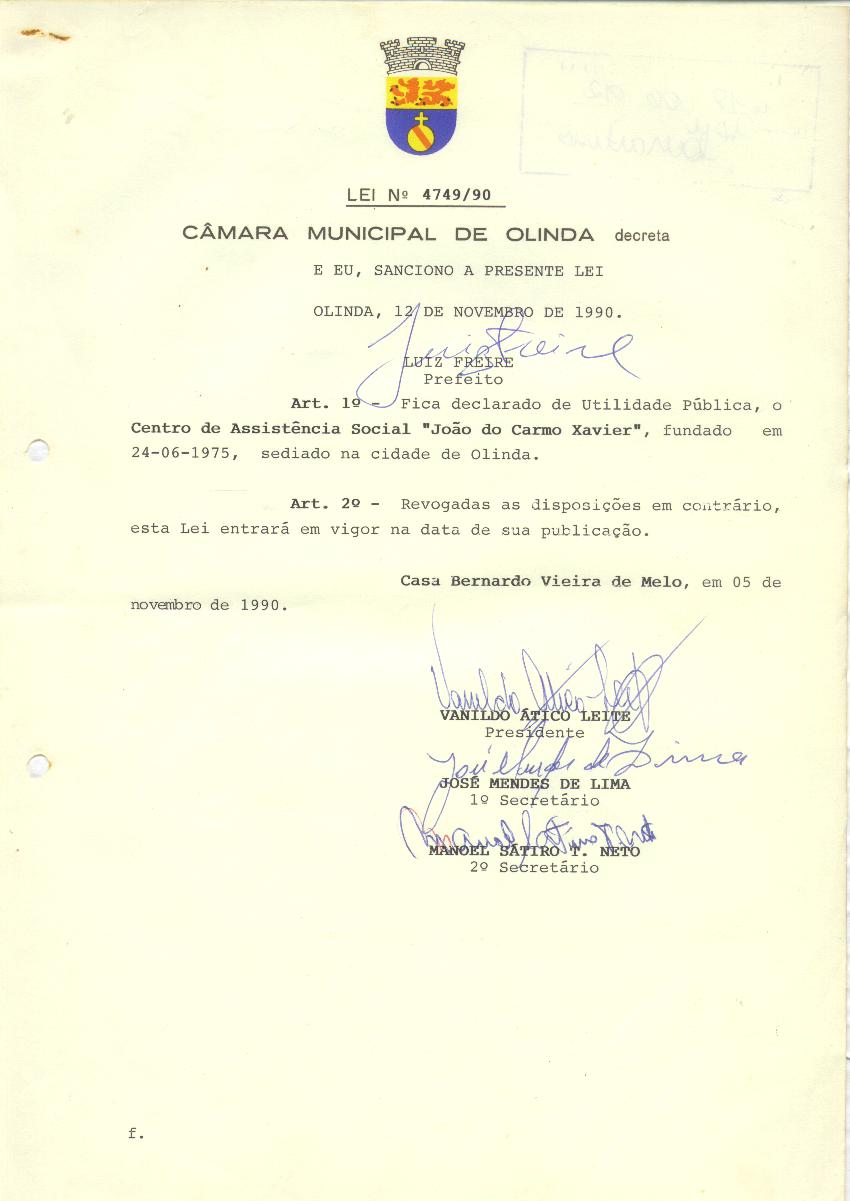 LEI Nº 4749/90
CÂMARA MUNICIPAL DE OLINDA decreta
E EU, SANCIONO A PRESENTE LEI
OLINDA, 12 DE NOVEMBRO DE 1990.
Luiz Freire
LUIZ FREIRE
Prefeito
Art. 1º - Fica declarado de Utilidade Pública, o
Centro de Assistência Social "João do Carmo Xavier", fundado em
24-06-1975, sediado na cidade de Olinda.
Art. 2º - Revogadas as disposições em contrário,
esta Lei entrará em vigor na data de sua publicação.
Casa Bernardo Vieira de Melo, em 05 de
novembro de 1990.
Vanildo Ático Leite
VANILDO ÁTICO LEITE
Presidente
José Mendes de Lima
JOSÉ MENDES DE LIMA
1º Secretário
Manoel Sátiro T. Neto
MANOEL SÁTIRO T. NETO
2º Secretário
f.